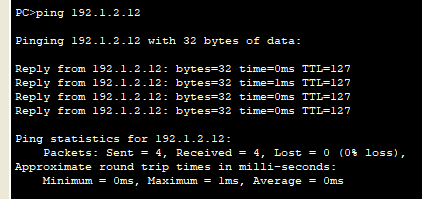 PC>ping 192.1.2.12
Pinging 192.1.2.12 with 32 bytes of data:
Reply from 192.1.2.12: bytes=32 time=0ms TTL=127
Reply from 192.1.2.12: bytes=32 time=1ms TTL=127
Reply from 192.1.2.12: bytes=32 time=0ms TTL=127
Reply from 192.1.2.12: bytes=32 time=0ms TTL=127
Ping statistics for 192.1.2.12:
Packets: Sent = 4, Received = 4, Lost = 0 (0% loss),
Approximate round trip times in milli-seconds:
Minimum = 0ms, Maximum = 1ms, Average = 0ms